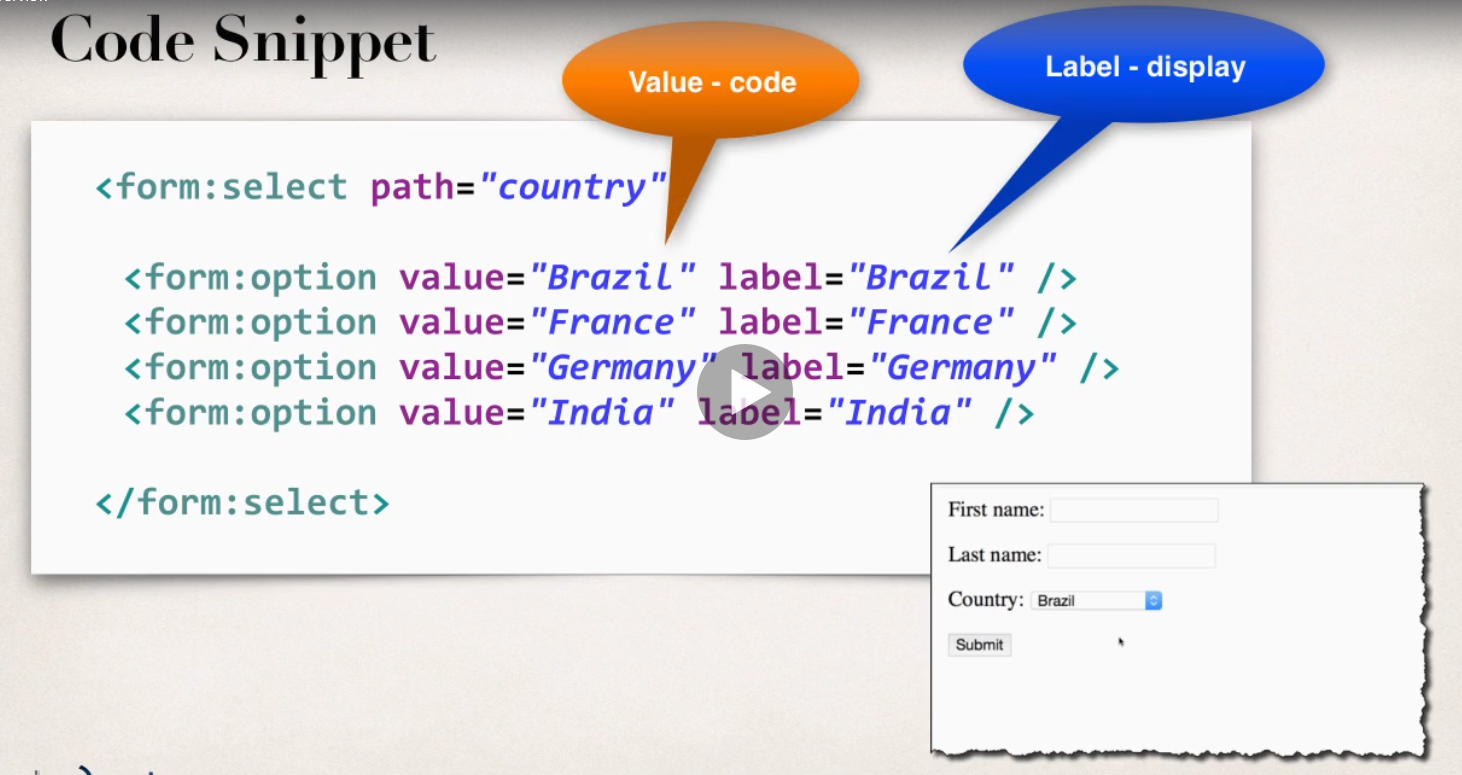 Code Snippet
Value - code
Label - display
<form:select path="country"
<form:option value="Brazil" label="Brazil" />
<form:option value="France" label="France" />
<form:option value="Germany" label="Germany" />
<form:option value="India" label="India" />
</form:select>
First name:
Last name:
Country: Brazil
Submit